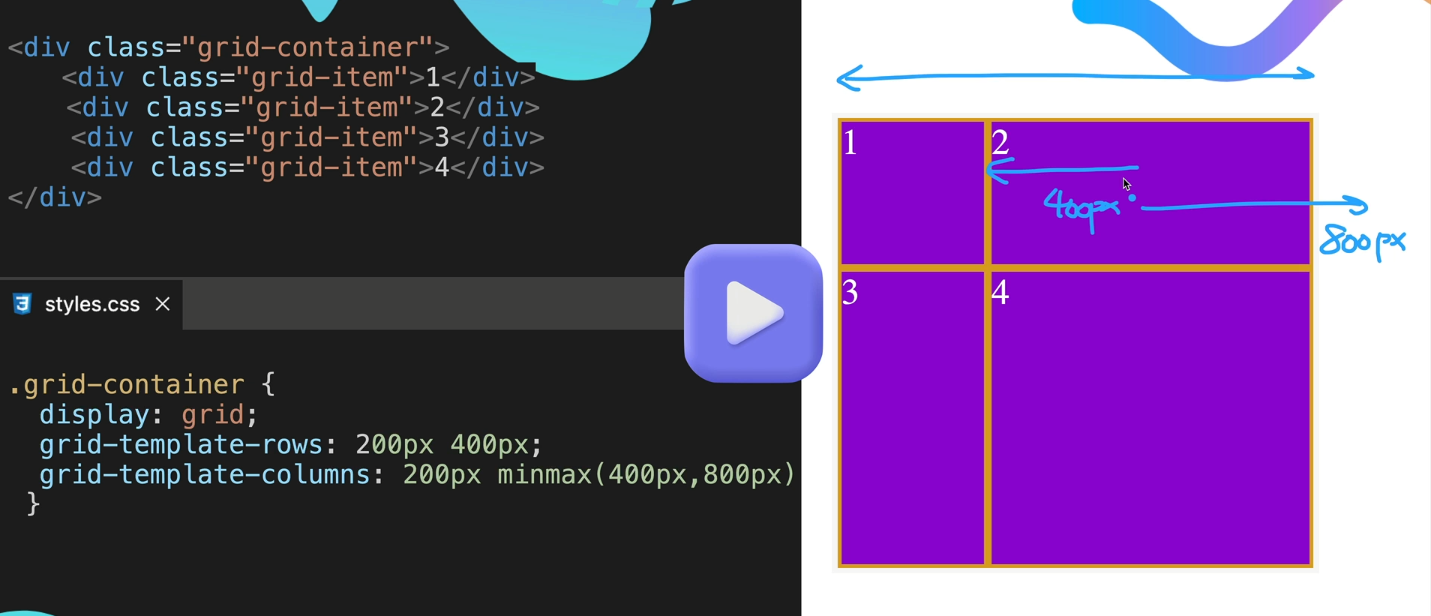 <div class="grid-container">
<div class="grid-item">1</div>
<div class="grid-item">2</div>
<div class="grid-item">3</div>
<div class="grid-item">4</div>
</div>
styles.css
.grid-container {
display: grid;
grid-template-rows: 200px 400px;
grid-template-columns: 200px minmax(400px,800px)
}
1
2
400px
800px
3
4